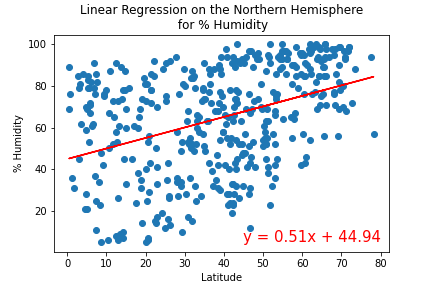 Linear Regression on the Northern Hemisphere
for % Humidity
100
80
60
40
20
% Humidity
y = 0.51x + 44.94
0 10 20 30 40 50 60 70 80
Latitude